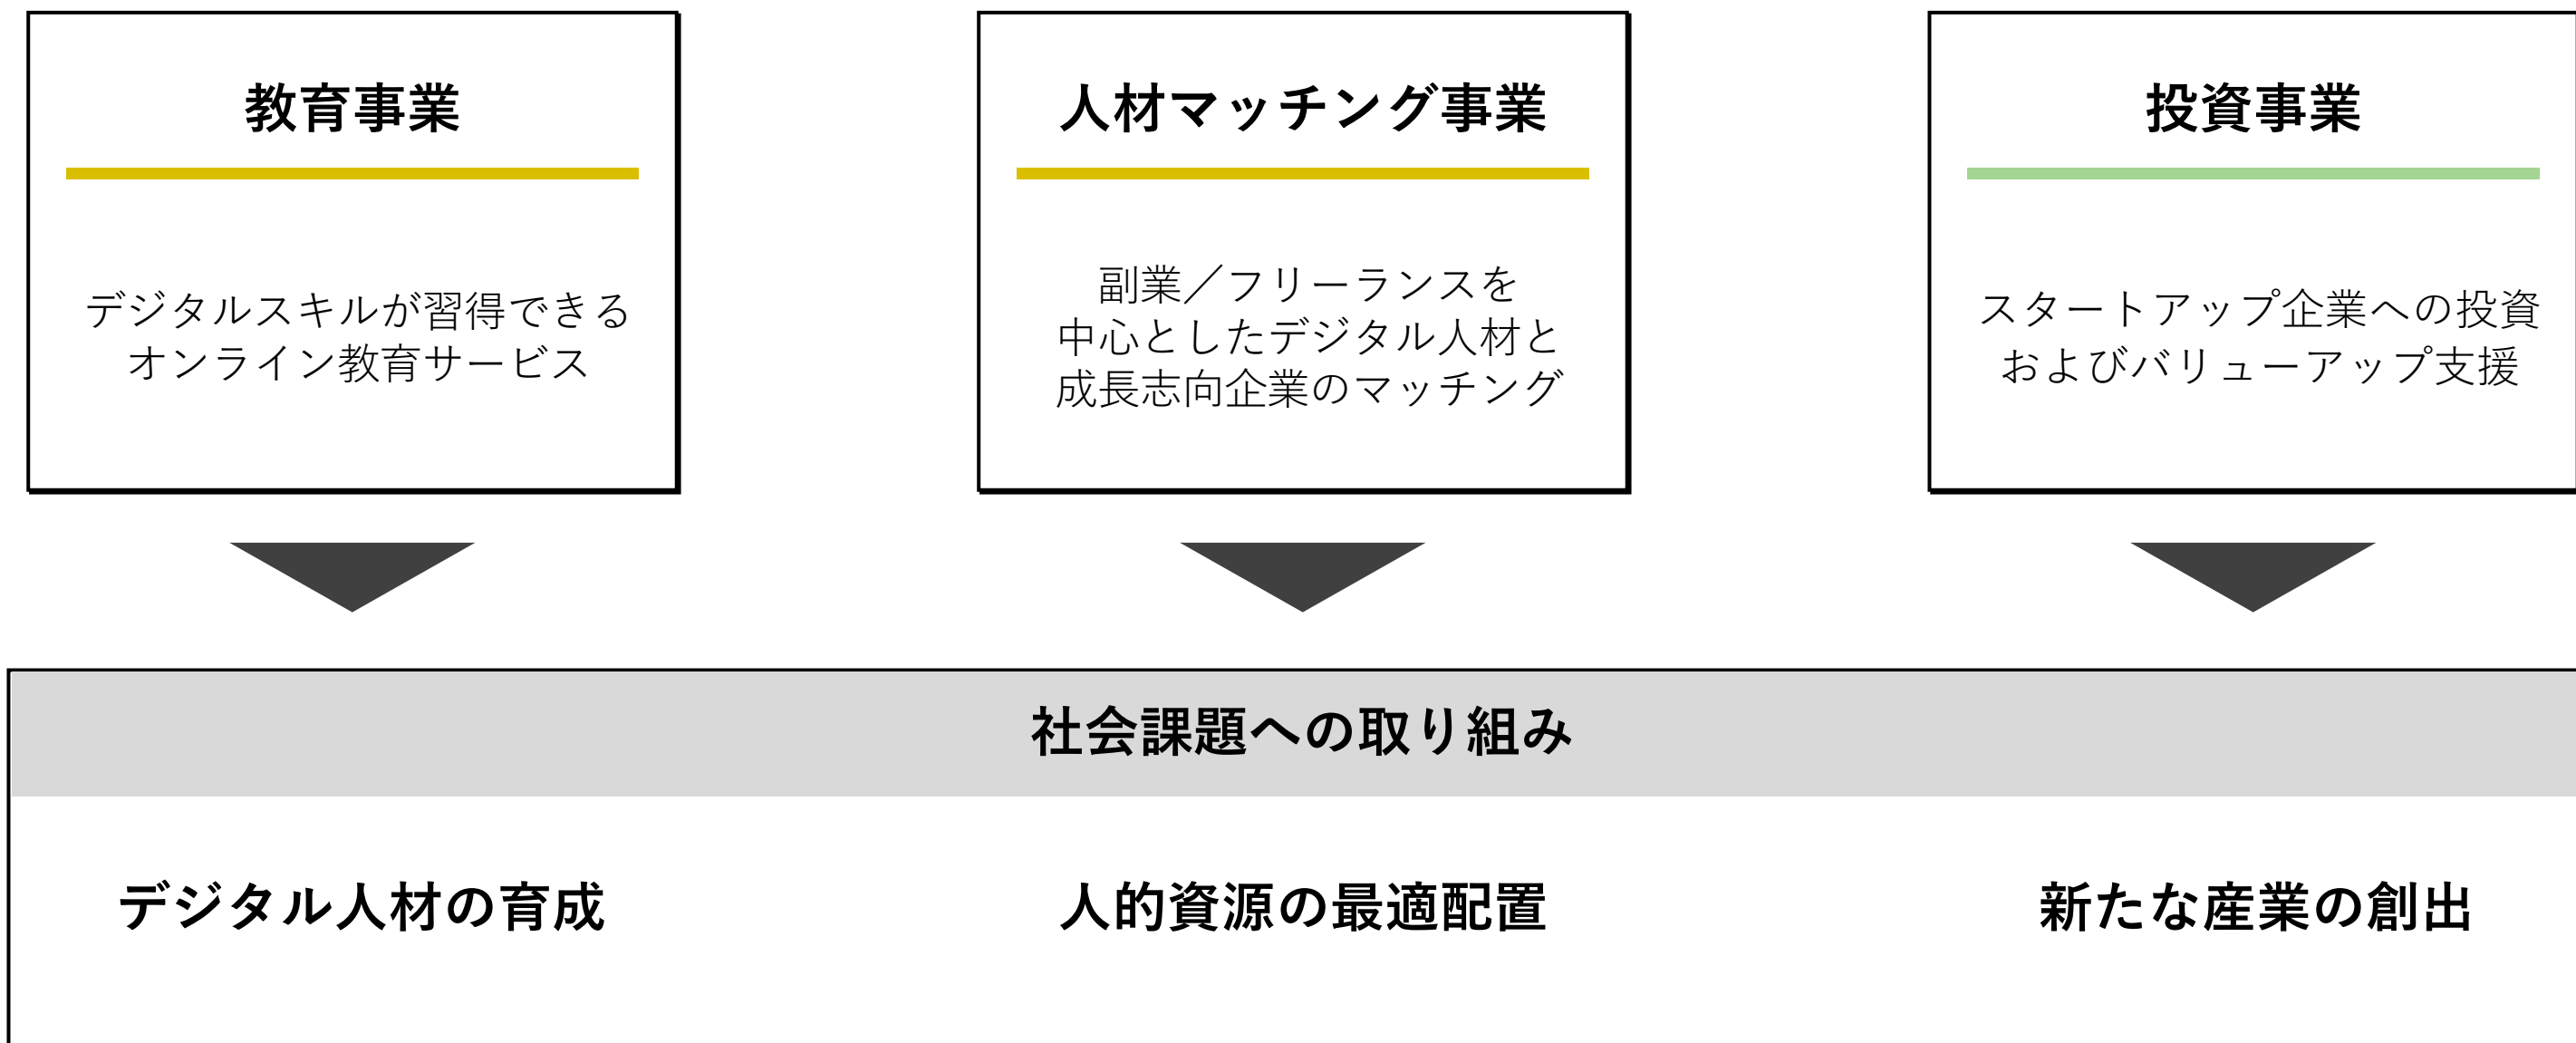 教育事業
デジタルスキルが習得できる
オンライン教育サービス
人材マッチング事業
副業／フリーランスを
中心としたデジタル人材と
成長志向企業のマッチング
投資事業
スタートアップ企業への投資
およびバリューアップ支援
社会課題への取り組み
デジタル人材の育成
人的資源の最適配置
新たな産業の創出